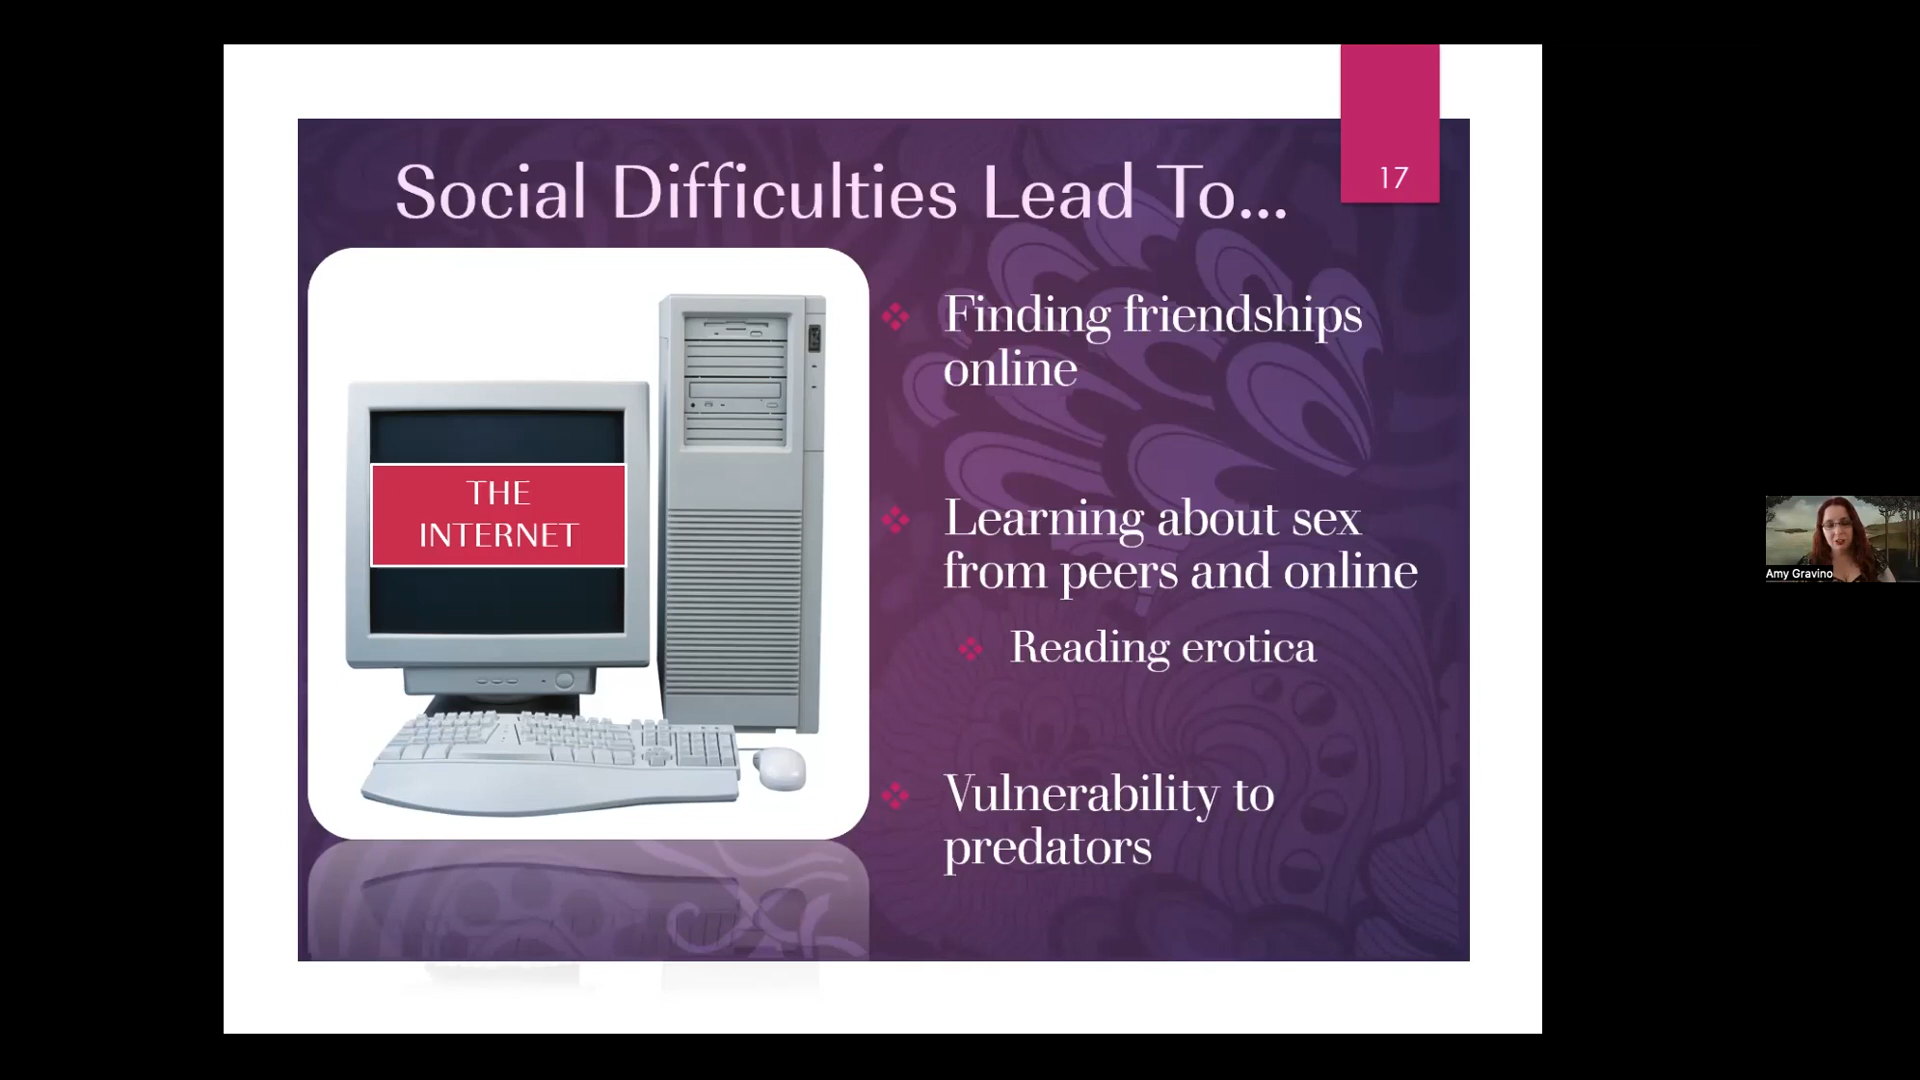 17
Social Difficulties Lead To...
THE
INTERNET
Finding friendships
online
Learning about sex
from peers and online
Reading erotica
Vulnerability to
predators
Amy Gravino